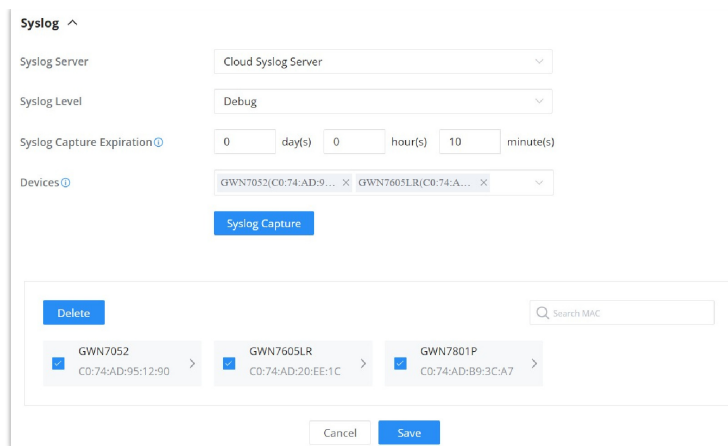 Syslog
Syslog Server Cloud Syslog Server
Syslog Level Debug
Syslog Capture Expiration 0 day(s) 0 hour(s) 10 minute(s)
Devices GWN7052(C0:74:AD:9... × GWN7605LR(C0:74:A... ×
Syslog Capture
Delete Search MAC
GWN7052 GWN7605LR GWN7801P
C0:74:AD:95:12:90 C0:74:AD:20:EE:1C C0:74:AD:B9:3C:A7
Cancel Save